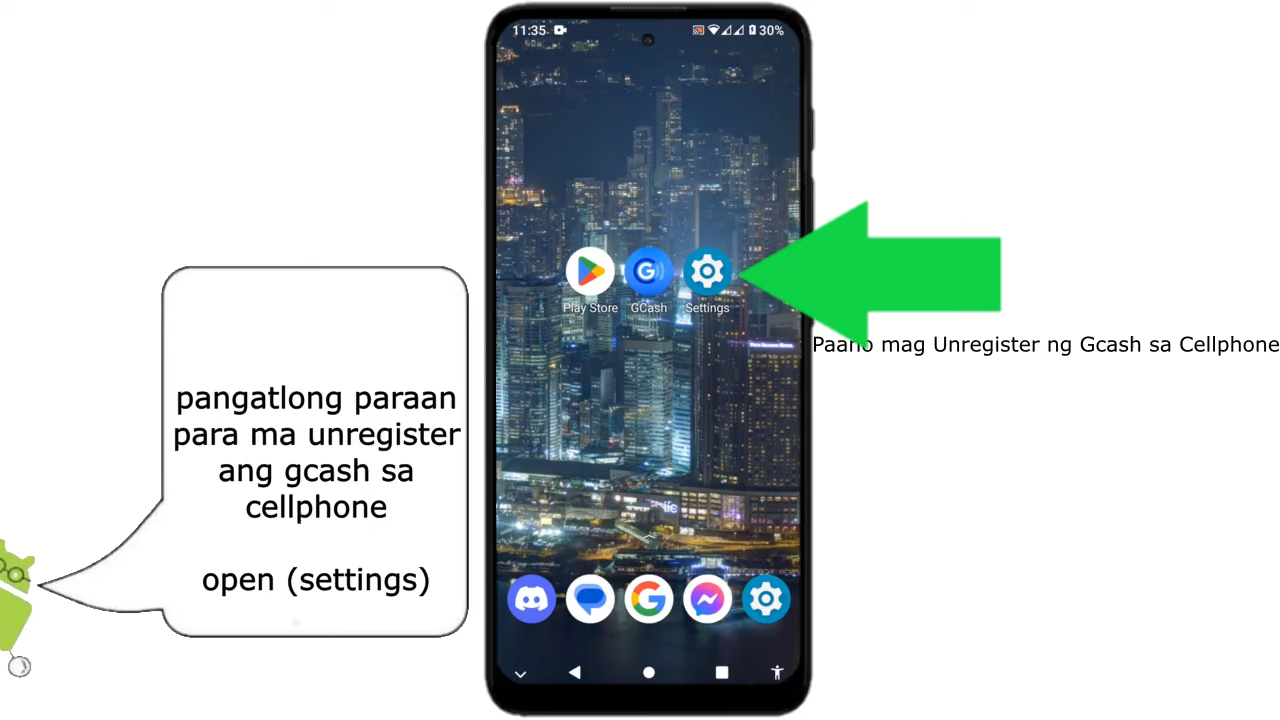 11:35
30%
Play Store
GCash
Settings
Paano mag Unregister ng Gcash sa Cellphone
pangatlong paraan
para ma unregister
ang gcash sa
cellphone
open (settings)